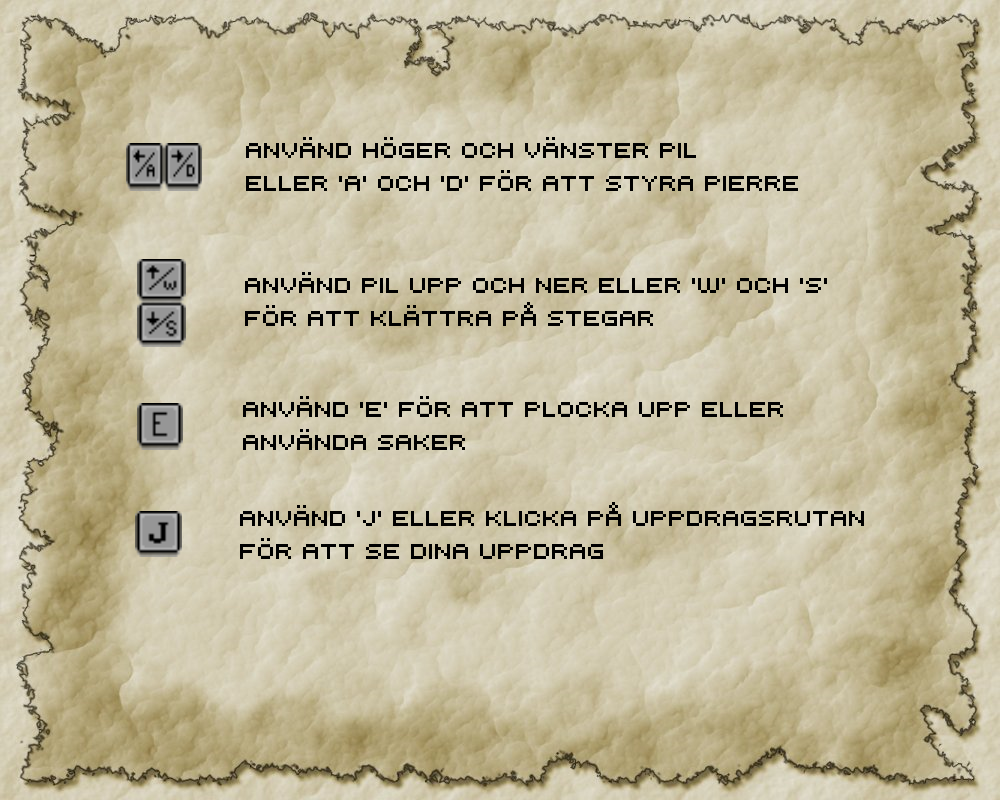 ←/A →/D
ANVÄND HÖGER OCH VÄNSTER PIL
ELLER 'A' OCH 'D' FÖR ATT STYRA PIERRE
↑/W
↓/S
ANVÄND PIL UPP OCH NER ELLER 'W' OCH 'S'
FÖR ATT KLÄTTRA PÅ STEGAR
E
ANVÄND 'E' FÖR ATT PLOCKA UPP ELLER
ANVÄNDA SAKER
J
ANVÄND 'J' ELLER KLICKA PÅ UPPDRAGSRUTAN
FÖR ATT SE DINA UPPDRAG